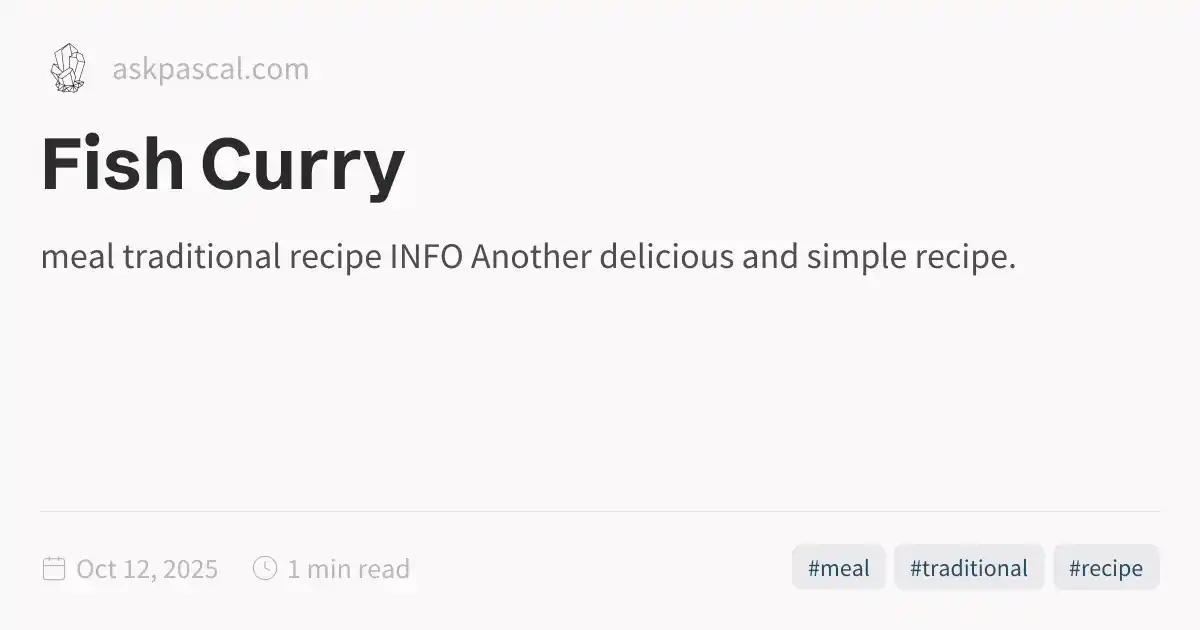 askpascal.com
Fish Curry
meal traditional recipe INFO Another delicious and simple recipe.
Oct 12, 2025 1 min read #meal #traditional #recipe